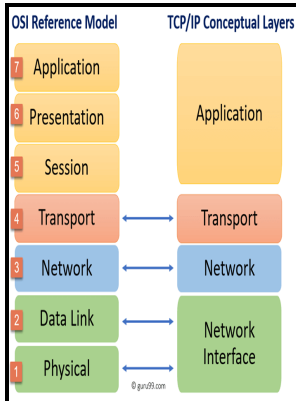 OSI Reference Model
TCP/IP Conceptual Layers
7 Application
6 Presentation
5 Session
4 Transport
3 Network
2 Data Link
1 Physical
Application
Transport
Network
Network
Interface
© guru99.com